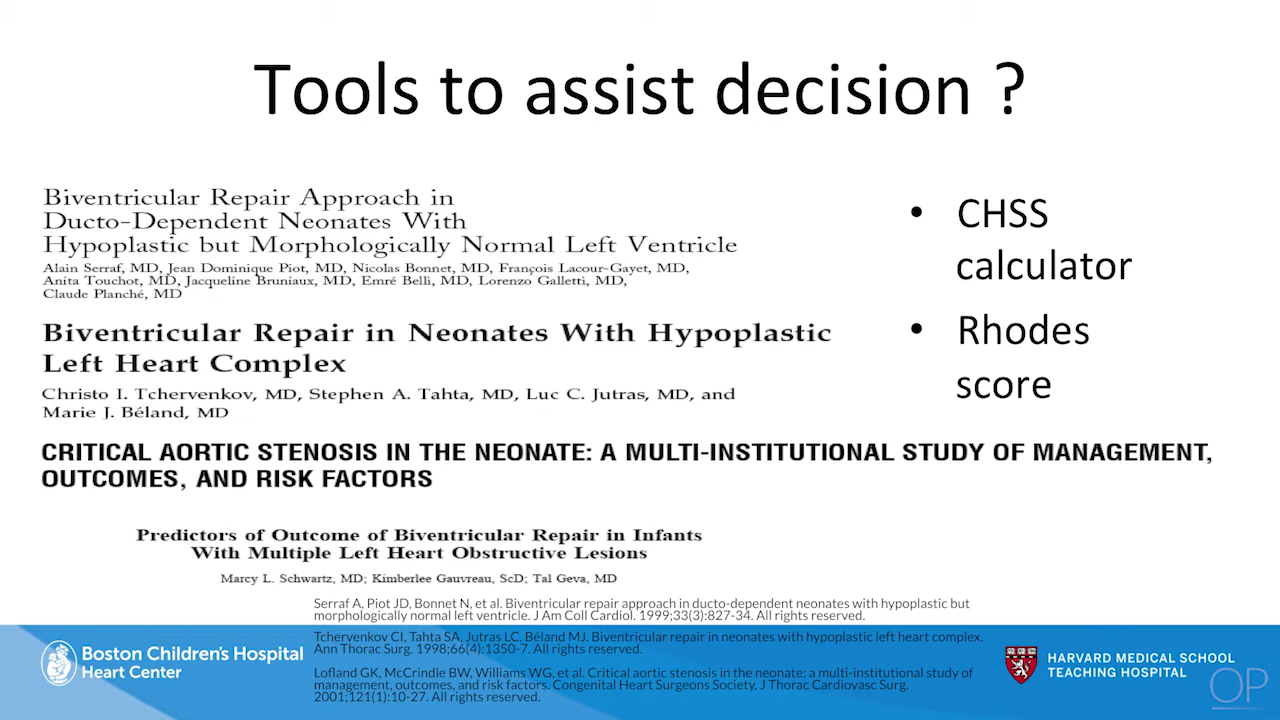 Tools to assist decision ?
Biventricular Repair Approach in
Ducto-Dependent Neonates With
Hypoplastic but Morphologically Normal Left Ventricle
Alain Serraf, MD, Jean Dominique Piot, MD, Nicolas Bonnet, MD, François Lacour-Gayet, MD,
Anita Touchot, MD, Jacqueline Bruniaux, MD, Emré Belli, MD, Lorenzo Galletti, MD,
Claude Planché, MD
Biventricular Repair in Neonates With Hypoplastic
Left Heart Complex
Christo I. Tchervenkov, MD, Stephen A. Tahta, MD, Luc C. Jutras, MD, and
Marie J. Béland, MD
CRITICAL AORTIC STENOSIS IN THE NEONATE: A MULTI-INSTITUTIONAL STUDY OF MANAGEMENT,
OUTCOMES, AND RISK FACTORS
Predictors of Outcome of Biventricular Repair in Infants
With Multiple Left Heart Obstructive Lesions
Marcy L. Schwartz, MD; Kimberlee Gauvreau, ScD; Tal Geva, MD
• CHSS
calculator
• Rhodes
score
Serraf A, Piot JD, Bonnet N, et al. Biventricular repair approach in ducto-dependent neonates with hypoplastic but
morphologically normal left ventricle. J Am Coll Cardiol. 1999;33(3):827-34. All rights reserved.
Tchervenkov CI, Tahta SA, Jutras LC, Béland MJ. Biventricular repair in neonates with hypoplastic left heart complex.
Ann Thorac Surg. 1998;66(4):1350-7. All rights reserved.
Lofland GK, McCrindle BW, Williams WG, et al. Critical aortic stenosis in the neonate: a multi-institutional study of
management, outcomes, and risk factors. Congenital Heart Surgeons Society. J Thorac Cardiovasc Surg.
2001;121(1):10-27. All rights reserved.
Boston Children's Hospital
Heart Center
HARVARD MEDICAL SCHOOL
TEACHING HOSPITAL
OP